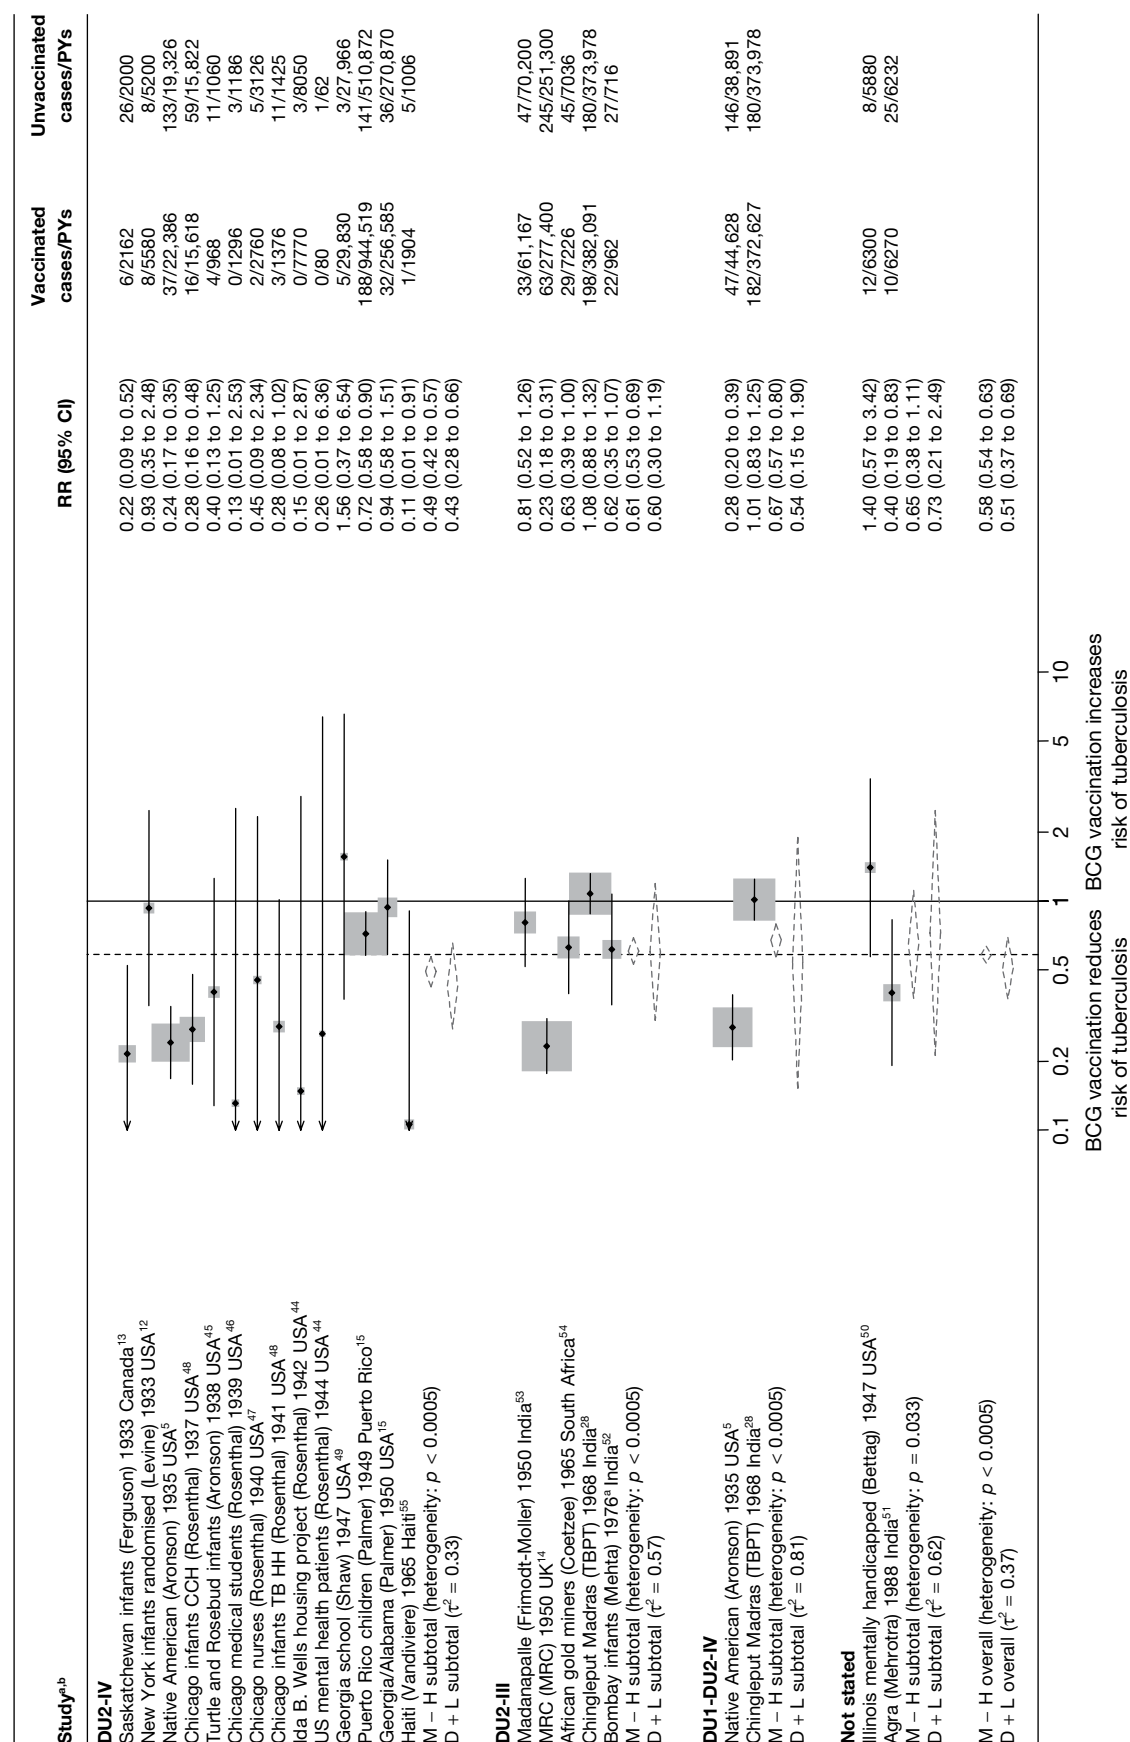 Study^a,b RR (95% CI) Vaccinated cases/PYs Unvaccinated cases/PYs
DU2-IV
Saskatchewan infants (Ferguson) 1933 Canada^13 0.22 (0.09 to 0.52) 6/2162 26/2000
New York infants randomised (Levine) 1933 USA^12 0.93 (0.35 to 2.48) 8/5580 8/5200
Native American (Aronson) 1935 USA^5 0.24 (0.17 to 0.35) 37/22,386 133/19,326
Chicago infants CCH (Rosenthal) 1937 USA^48 0.28 (0.16 to 0.48) 16/15,618 59/15,822
Turtle and Rosebud infants (Aronson) 1938 USA^45 0.40 (0.13 to 1.25) 4/968 11/1060
Chicago medical students (Rosenthal) 1939 USA^46 0.13 (0.01 to 2.53) 0/1296 3/1186
Chicago nurses (Rosenthal) 1940 USA^47 0.45 (0.09 to 2.34) 2/2760 5/3126
Chicago infants TB HH (Rosenthal) 1941 USA^48 0.28 (0.08 to 1.02) 3/1376 11/1425
Ida B. Wells housing project (Rosenthal) 1942 USA^44 0.15 (0.01 to 2.87) 0/7770 3/8050
US mental health patients (Rosenthal) 1944 USA^44 0.26 (0.01 to 6.36) 0/80 1/62
Georgia school (Shaw) 1947 USA^49 1.56 (0.37 to 6.54) 5/29,830 3/27,966
Puerto Rico children (Palmer) 1949 Puerto Rico^15 0.72 (0.58 to 0.90) 188/944,519 141/510,872
Georgia/Alabama (Palmer) 1950 USA^15 0.94 (0.58 to 1.51) 32/256,585 36/270,870
Haiti (Vandiviere) 1965 Haiti^55 0.11 (0.01 to 0.91) 1/1904 5/1006
M – H subtotal (heterogeneity: p < 0.0005) 0.49 (0.42 to 0.57)
D + L subtotal (τ² = 0.33) 0.43 (0.28 to 0.66)
DU2-III
Madanapalle (Frimodt-Moller) 1950 India^53 0.81 (0.52 to 1.26) 33/61,167 47/70,200
MRC (MRC) 1950 UK^14 0.23 (0.18 to 0.31) 63/277,400 245/251,300
African gold miners (Coetzee) 1965 South Africa^54 0.63 (0.39 to 1.00) 29/7226 45/7036
Chingleput Madras (TBPT) 1968 India^28 1.08 (0.88 to 1.32) 198/382,091 180/373,978
Bombay infants (Mehta) 1976^a India^52 0.62 (0.35 to 1.07) 22/962 27/716
M – H subtotal (heterogeneity: p < 0.0005) 0.61 (0.53 to 0.69)
D + L subtotal (τ² = 0.57) 0.60 (0.30 to 1.19)
DU1-DU2-IV
Native American (Aronson) 1935 USA^5 0.28 (0.20 to 0.39) 47/44,628 146/38,891
Chingleput Madras (TBPT) 1968 India^28 1.01 (0.83 to 1.25) 182/372,627 180/373,978
M – H subtotal (heterogeneity: p < 0.0005) 0.67 (0.57 to 0.80)
D + L subtotal (τ² = 0.81) 0.54 (0.15 to 1.90)
Not stated
Illinois mentally handicapped (Bettag) 1947 USA^50 1.40 (0.57 to 3.42) 12/6300 8/5880
Agra (Mehrotra) 1988 India^51 0.40 (0.19 to 0.83) 10/6270 25/6232
M – H subtotal (heterogeneity: p = 0.033) 0.65 (0.38 to 1.11)
D + L subtotal (τ² = 0.62) 0.73 (0.21 to 2.49)
M – H overall (heterogeneity: p < 0.0005) 0.58 (0.54 to 0.63)
D + L overall (τ² = 0.37) 0.51 (0.37 to 0.69)
0.1 0.2 0.5 1 2 5 10
BCG vaccination reduces BCG vaccination increases
risk of tuberculosis risk of tuberculosis